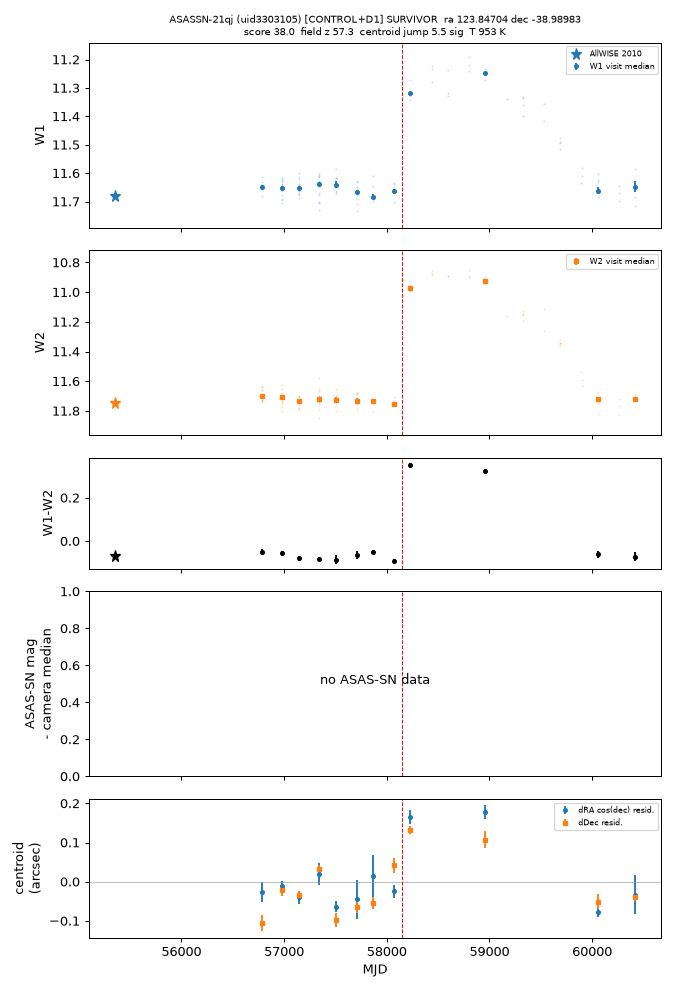 ASASSN-21qj (uid3303105) [CONTROL+D1] SURVIVOR ra 123.84704 dec -38.98983
score 38.0 field z 57.3 centroid jump 5.5 sig T 953 K
11.2
11.3
11.4
11.5
11.6
11.7
W1
AllWISE 2010
W1 visit median
10.8
11.0
11.2
11.4
11.6
11.8
W2
W2 visit median
0.2
0.0
W1-W2
1.0
0.8
0.6
0.4
0.2
0.0
ASAS-SN mag
- camera median
no ASAS-SN data
0.2
0.1
0.0
−0.1
centroid
(arcsec)
dRA cos(dec) resid.
dDec resid.
56000
57000
58000
59000
60000
MJD